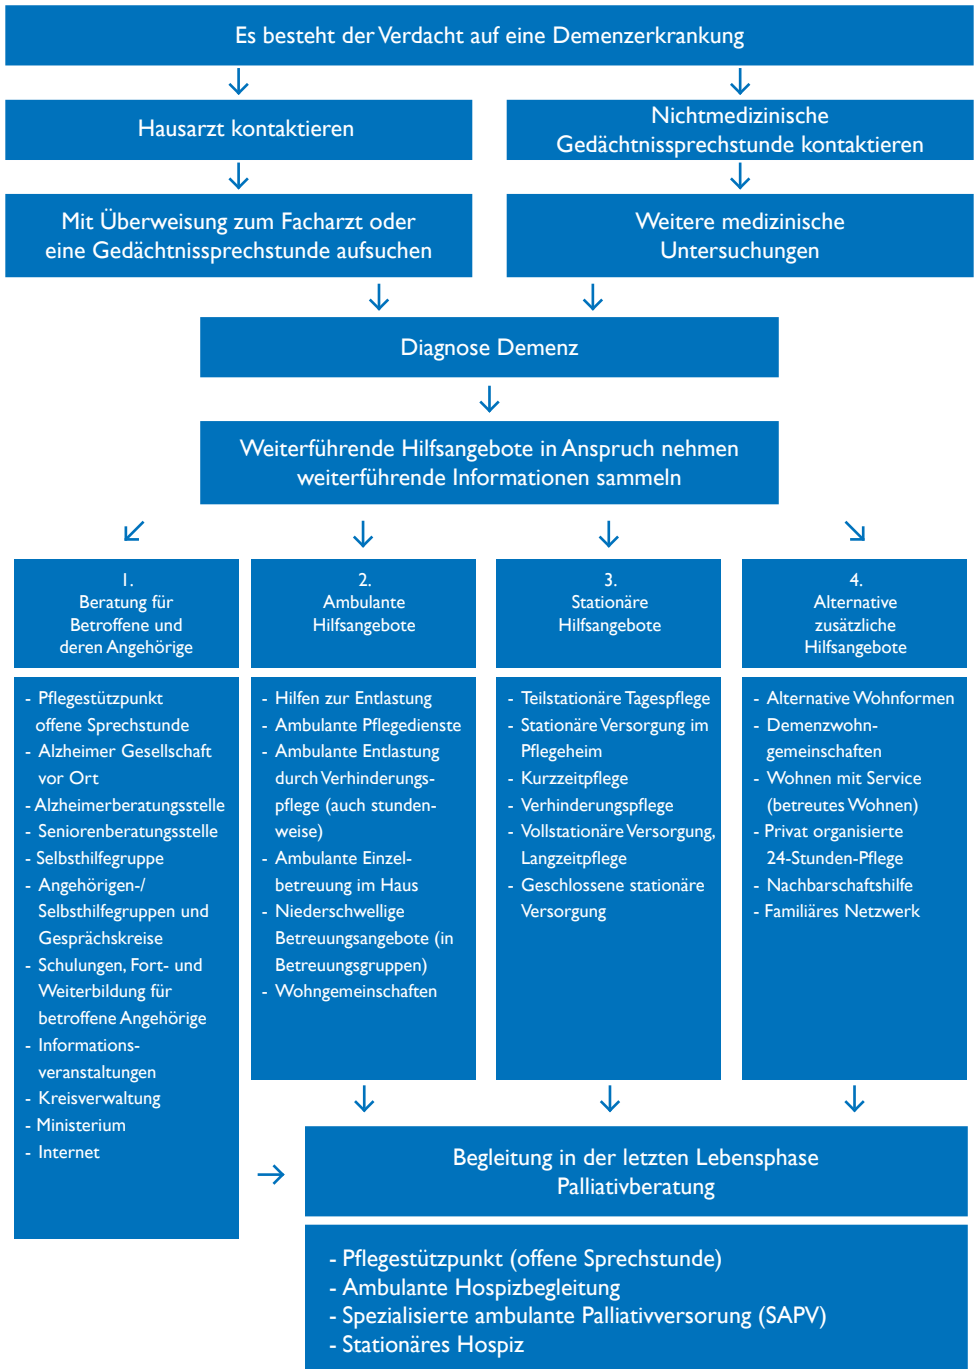 Es besteht der Verdacht auf eine Demenzerkrankung
Hausarzt kontaktieren
Nichtmedizinische
Gedächtnissprechstunde kontaktieren
Mit Überweisung zum Facharzt oder
eine Gedächtnissprechstunde aufsuchen
Weitere medizinische
Untersuchungen
Diagnose Demenz
Weiterführende Hilfsangebote in Anspruch nehmen
weiterführende Informationen sammeln
1.
Beratung für
Betroffene und
deren Angehörige
- Pflegestützpunkt
offene Sprechstunde
- Alzheimer Gesellschaft
vor Ort
- Alzheimerberatungsstelle
- Seniorenberatungsstelle
- Selbsthilfegruppe
- Angehörigen-/
Selbsthilfegruppen und
Gesprächskreise
- Schulungen, Fort- und
Weiterbildung für
betroffene Angehörige
- Informations-
veranstaltungen
- Kreisverwaltung
- Ministerium
- Internet
2.
Ambulante
Hilfsangebote
- Hilfen zur Entlastung
- Ambulante Pflegedienste
- Ambulante Entlastung
durch Verhinderungs-
pflege (auch stunden-
weise)
- Ambulante Einzel-
betreuung im Haus
- Niederschwellige
Betreuungsangebote (in
Betreuungsgruppen)
- Wohngemeinschaften
3.
Stationäre
Hilfsangebote
- Teilstationäre Tagespflege
- Stationäre Versorgung im
Pflegeheim
- Kurzzeitpflege
- Verhinderungspflege
- Vollstationäre Versorgung,
Langzeitpflege
- Geschlossene stationäre
Versorgung
4.
Alternative
zusätzliche
Hilfsangebote
- Alternative Wohnformen
- Demenzwohn-
gemeinschaften
- Wohnen mit Service
(betreutes Wohnen)
- Privat organisierte
24-Stunden-Pflege
- Nachbarschaftshilfe
- Familiäres Netzwerk
Begleitung in der letzten Lebensphase
Palliativberatung
- Pflegestützpunkt (offene Sprechstunde)
- Ambulante Hospizbegleitung
- Spezialisierte ambulante Palliativversorung (SAPV)
- Stationäres Hospiz